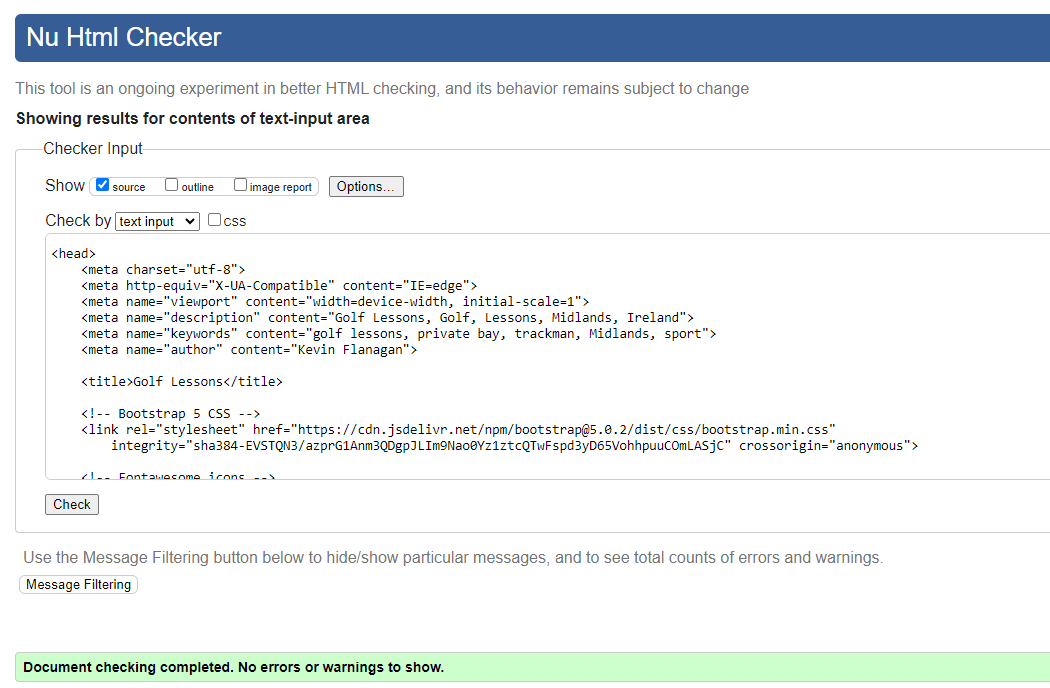 Nu Html Checker
This tool is an ongoing experiment in better HTML checking, and its behavior remains subject to change
Showing results for contents of text-input area
Checker Input
Show source outline image report Options...
Check by text input css
<head>
    <meta charset="utf-8">
    <meta http-equiv="X-UA-Compatible" content="IE=edge">
    <meta name="viewport" content="width=device-width, initial-scale=1">
    <meta name="description" content="Golf Lessons, Golf, Lessons, Midlands, Ireland">
    <meta name="keywords" content="golf lessons, private bay, trackman, Midlands, sport">
    <meta name="author" content="Kevin Flanagan">
    <title>Golf Lessons</title>
    <!-- Bootstrap 5 CSS -->
    <link rel="stylesheet" href="https://cdn.jsdelivr.net/npm/bootstrap@5.0.2/dist/css/bootstrap.min.css"
        integrity="sha384-EVSTQN3/azprG1Anm3QDgpJLIm9Nao0Yz1ztcQTwFspd3yD65VohhpuuCOmLASjC" crossorigin="anonymous">
    <!-- Fontawesome icons -->
Check
Use the Message Filtering button below to hide/show particular messages, and to see total counts of errors and warnings.
Message Filtering
Document checking completed. No errors or warnings to show.